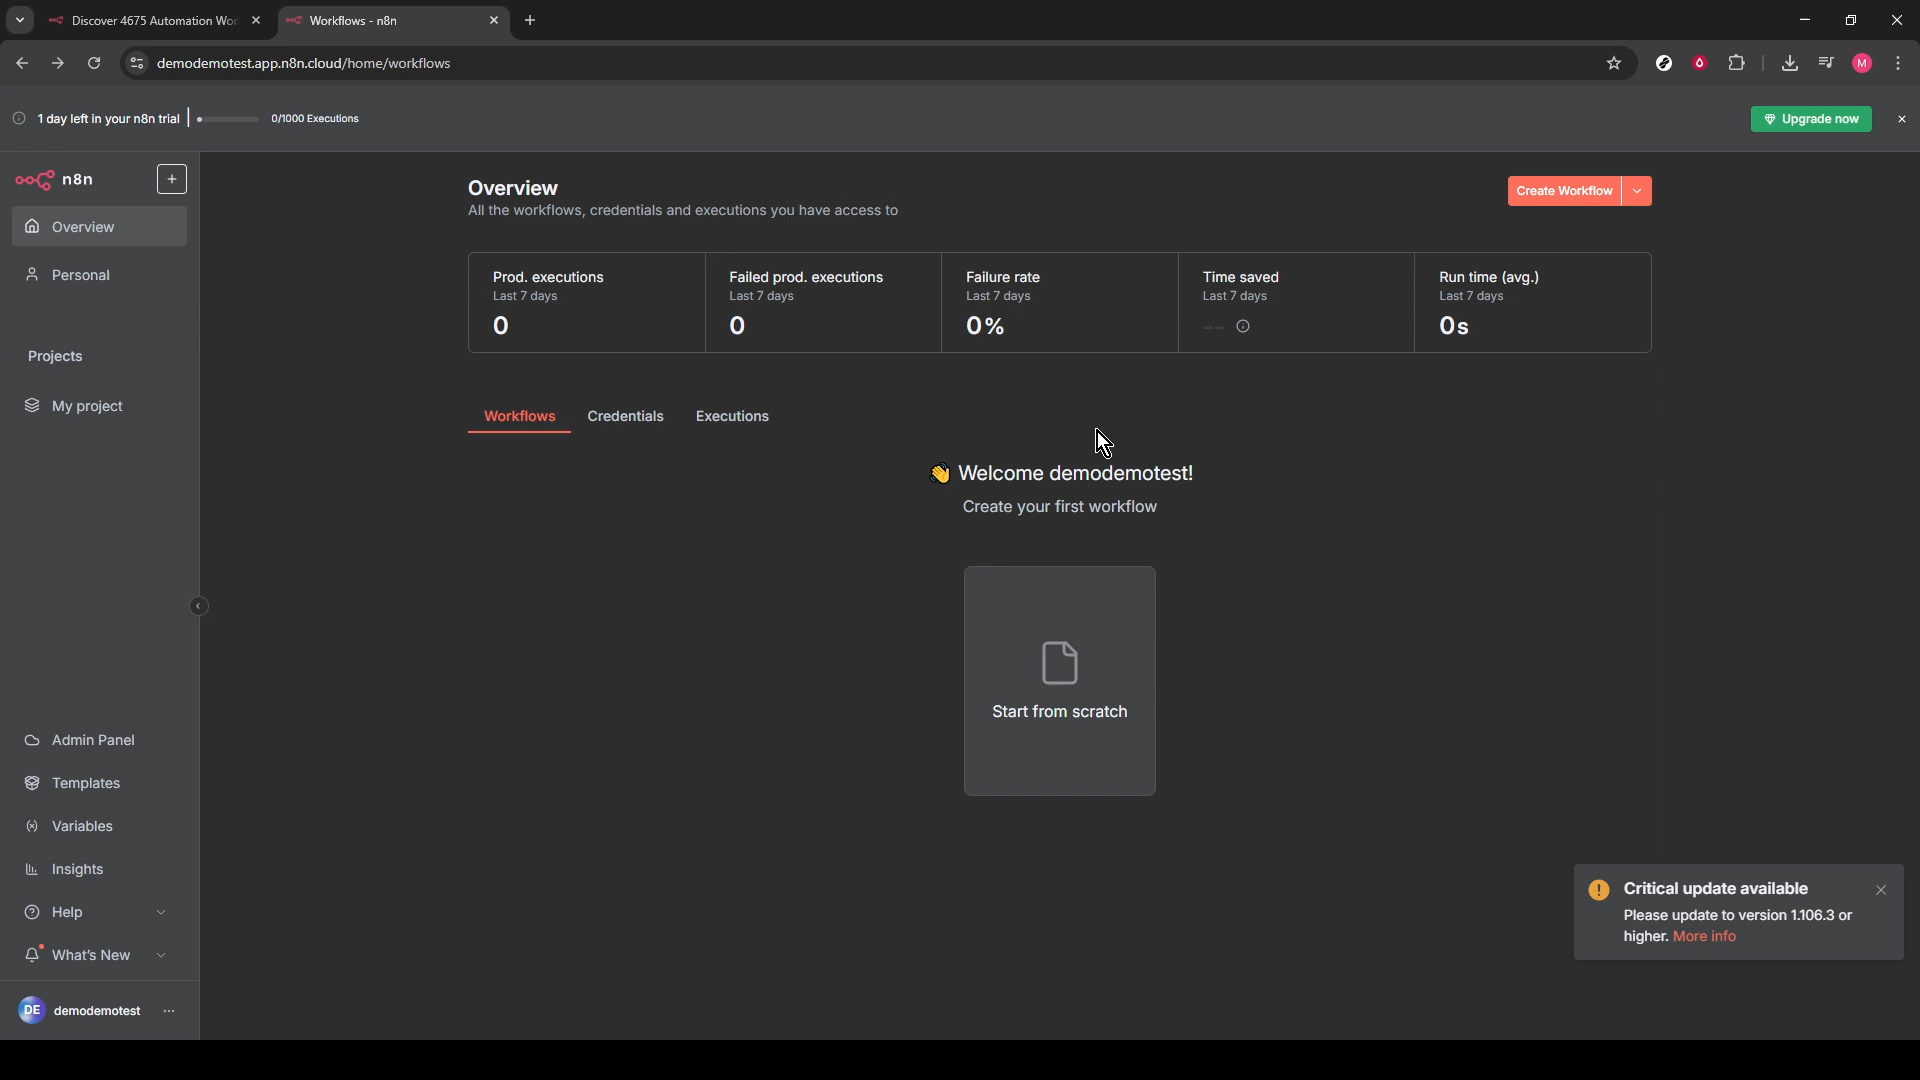 Discover 4675 Automation Wor
Workflows - n8n
demodemotest.app.n8n.cloud/home/workflows
M
1 day left in your n8n trial
0/1000 Executions
Upgrade now
n8n
Overview
Personal
Projects
My project
Admin Panel
Templates
Variables
Insights
Help
What's New
DE
demodemotest
Overview
All the workflows, credentials and executions you have access to
Create Workflow
Prod. executions
Last 7 days
0
Failed prod. executions
Last 7 days
0
Failure rate
Last 7 days
0%
Time saved
Last 7 days
--
Run time (avg.)
Last 7 days
0s
Workflows
Credentials
Executions
👋 Welcome demodemotest!
Create your first workflow
Start from scratch
Critical update available
Please update to version 1.106.3 or
higher. More info